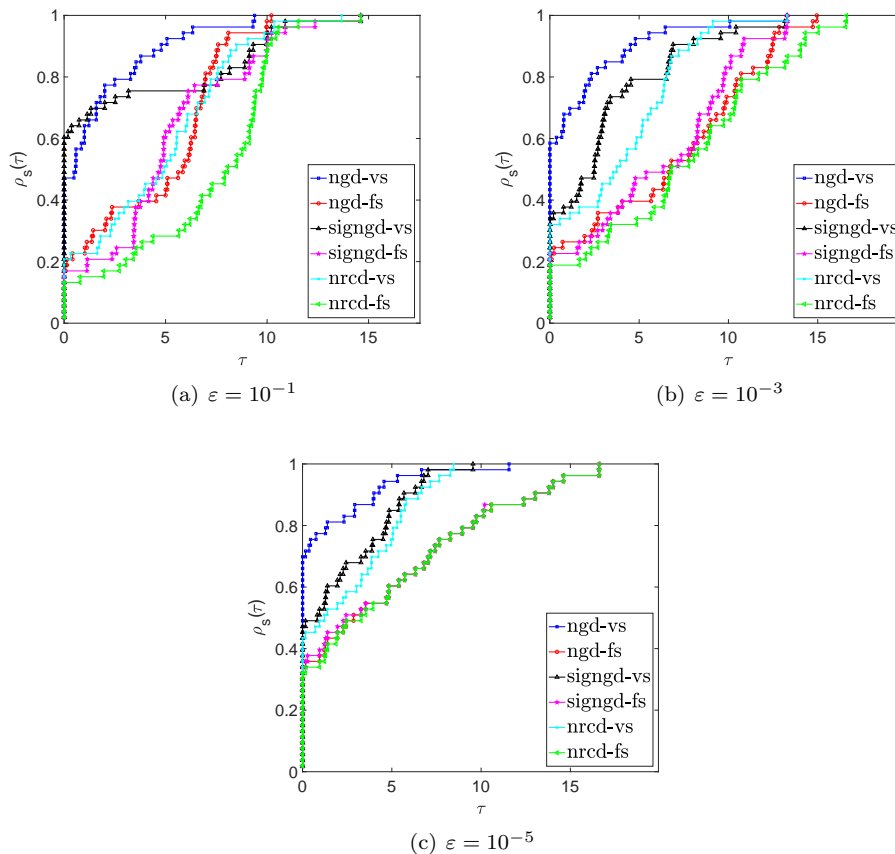 1
0.8
0.6
0.4
0.2
0
ρs(τ)
0 5 10 15
τ
ngd-vs
ngd-fs
signgd-vs
signgd-fs
nrcd-vs
nrcd-fs
(a) ε = 10⁻¹
1
0.8
0.6
0.4
0.2
0
ρs(τ)
0 5 10 15
τ
ngd-vs
ngd-fs
signgd-vs
signgd-fs
nrcd-vs
nrcd-fs
(b) ε = 10⁻³
1
0.8
0.6
0.4
0.2
0
ρs(τ)
0 5 10 15
τ
ngd-vs
ngd-fs
signgd-vs
signgd-fs
nrcd-vs
nrcd-fs
(c) ε = 10⁻⁵